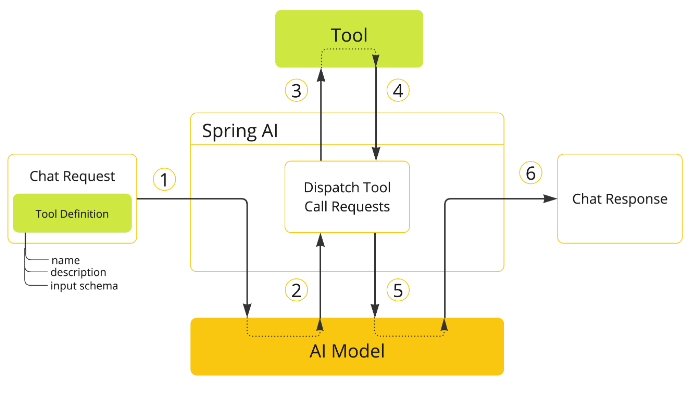 Tool
3
4
Spring AI
Chat Request
1
Tool Definition
name
description
input schema
Dispatch Tool
Call Requests
6
Chat Response
2
5
AI Model